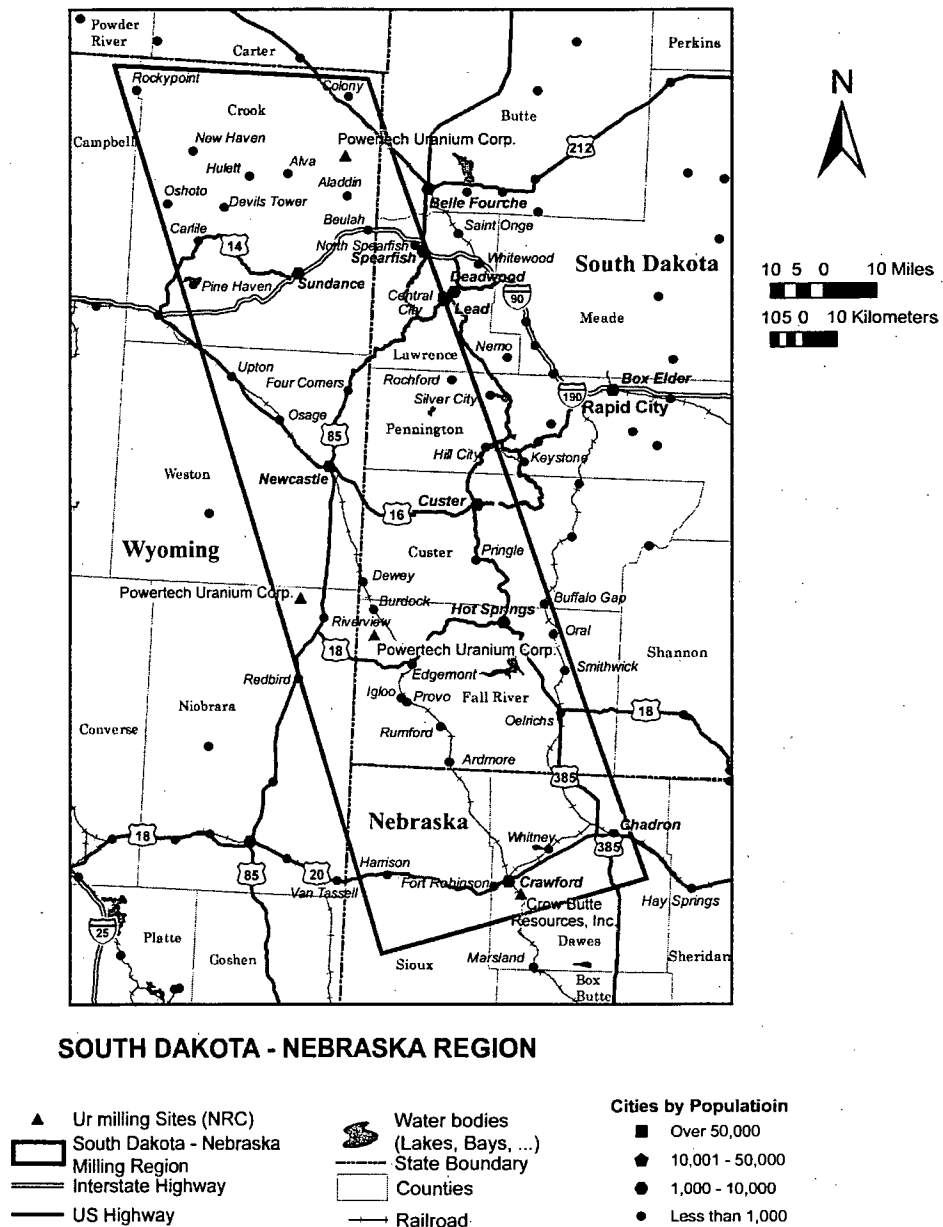 Powder
River
Carter
Perkins
Rockypoint
Colony
N
Crook
Butte
Campbell
New Haven
Powertech Uranium Corp.
212
Hulett
Alva
Aladdin
Oshoto
Devils Tower
Belle Fourche
Beulah
Saint Onge
Carlile
14
North Spearfish
Spearfish
Whitewood
South Dakota
Pine Haven
Sundance
Deadwood
Central
City
Lead
90
Meade
10 5 0 10 Miles
105 0 10 Kilometers
Lawrence
Nemo
Upton
Four Corners
Rochford
Silver City
Box Elder
190
Rapid City
Osage
85
Pennington
Hill City
Keystone
Weston
Newcastle
16
Custer
Wyoming
Custer
Pringle
Dewey
Powertech Uranium Corp.
Burdock
Hot Springs
Buffalo Gap
Riverview
Oral
18
Powertech Uranium Corp.
Shannon
Redbird
Edgemont
Smithwick
Igloo
Provo
Fall River
Niobrara
Converse
Rumford
Oelrichs
18
Ardmore
385
Nebraska
Whitney
Chadron
18
385
Harrison
85
20
Van Tassell
Fort Robinson
Crawford
Hay Springs
Crow Butte
Resources, Inc.
25
Platte
Goshen
Sioux
Marsland
Dawes
Sheridan
Box
Butte
SOUTH DAKOTA - NEBRASKA REGION
Ur milling Sites (NRC)
South Dakota - Nebraska
Milling Region
Interstate Highway
US Highway
Water bodies
(Lakes, Bays, ...)
State Boundary
Counties
Railroad
Cities by Populatioin
Over 50,000
10,001 - 50,000
1,000 - 10,000
Less than 1,000